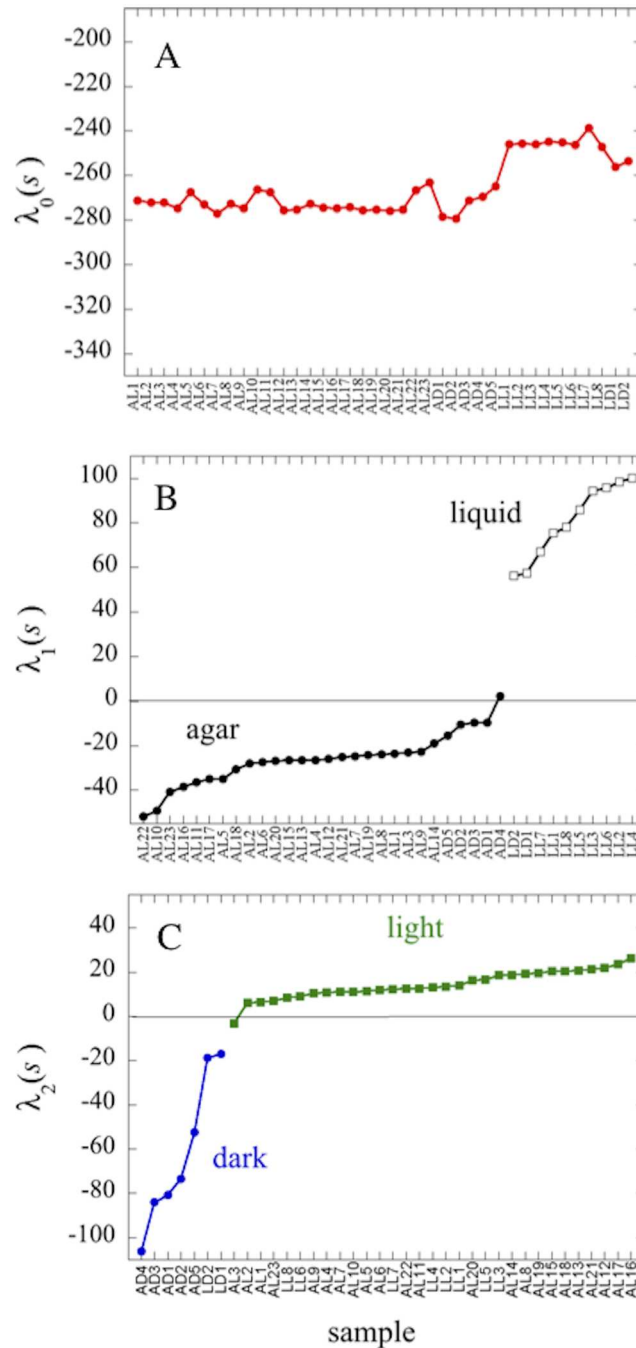 A
λ0(s)
-200
-220
-240
-260
-280
-300
-320
-340
AL1
AL2
AL3
AL4
AL5
AL6
AL7
AL8
AL9
AL10
AL11
AL12
AL13
AL14
AL15
AL16
AL17
AL18
AL19
AL20
AL21
AL22
AL23
AD1
AD2
AD3
AD4
AD5
LL1
LL2
LL3
LL4
LL5
LL6
LL7
LL8
LD1
LD2
B
liquid
agar
λ1(s)
100
80
60
40
20
0
-20
-40
AL22
AL10
AL23
AL16
AL11
AL17
AL5
AL18
AL2
AL6
AL20
AL15
AL13
AL4
AL12
AL21
AL7
AL19
AL8
AL1
AL3
AL9
AL14
AD5
AD2
AD3
AD1
AD4
LD2
LD1
LL7
LL1
LL8
LL5
LL3
LL6
LL2
LL4
C
light
dark
λ2(s)
40
20
0
-20
-40
-60
-80
-100
AD4
AD3
AD1
AD2
AD5
LD2
LD1
AL3
AL2
AL1
AL23
LL8
LL6
AL9
AL4
AL7
AL10
AL5
AL6
LL7
AL22
AL11
LL4
LL2
LL1
AL20
LL5
LL3
AL14
AL8
AL19
AL15
AL18
AL13
AL21
AL12
AL17
AL16
sample